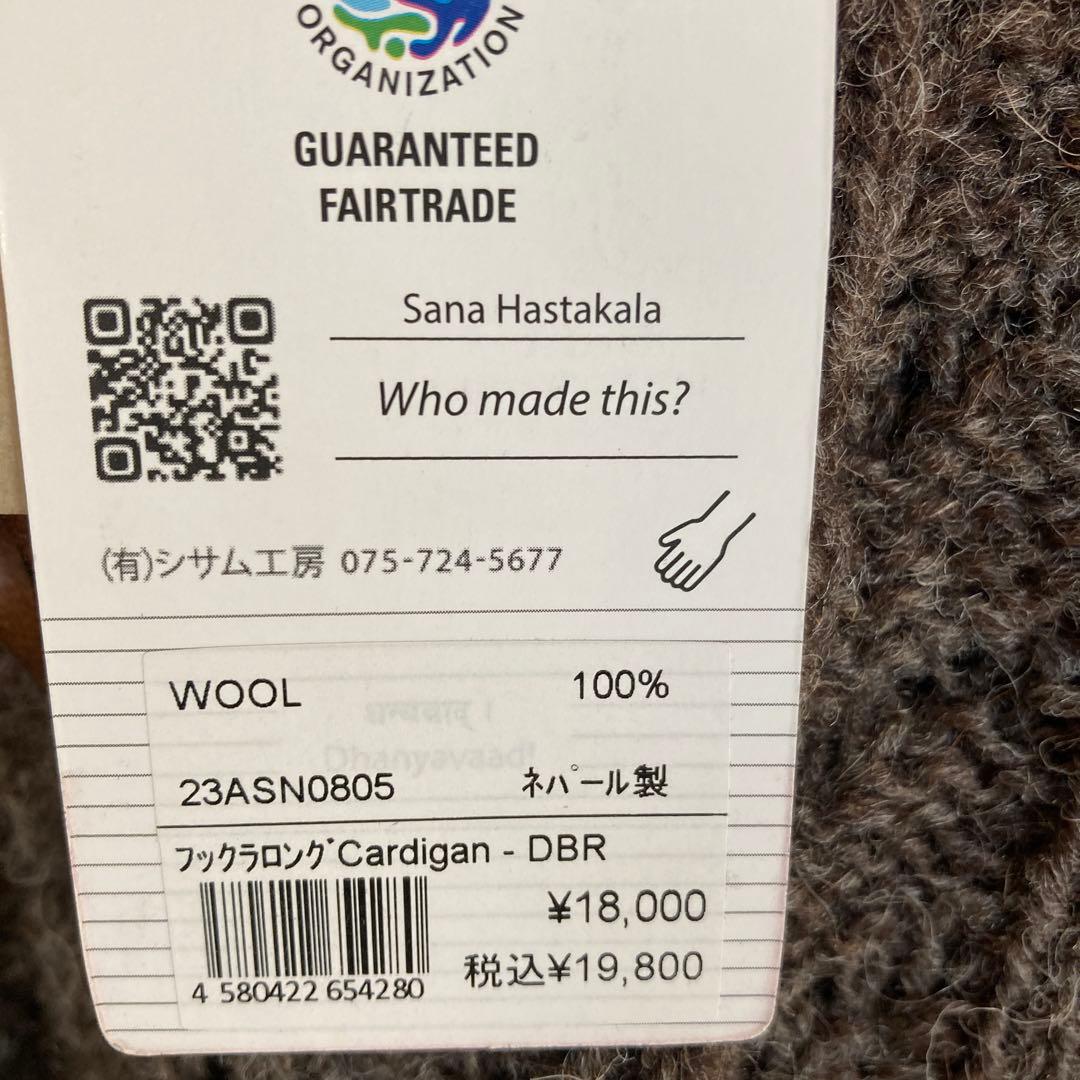 ORGANIZATION
GUARANTEED
FAIRTRADE
Sana Hastakala
Who made this?
(有)シサム工房 075-724-5677
WOOL 100%
धन्यवाद् ।
Dhanyavaad!
23ASN0805 ネパール製
フックラロングCardigan - DBR
¥18,000
税込¥19,800
4 580422 654280